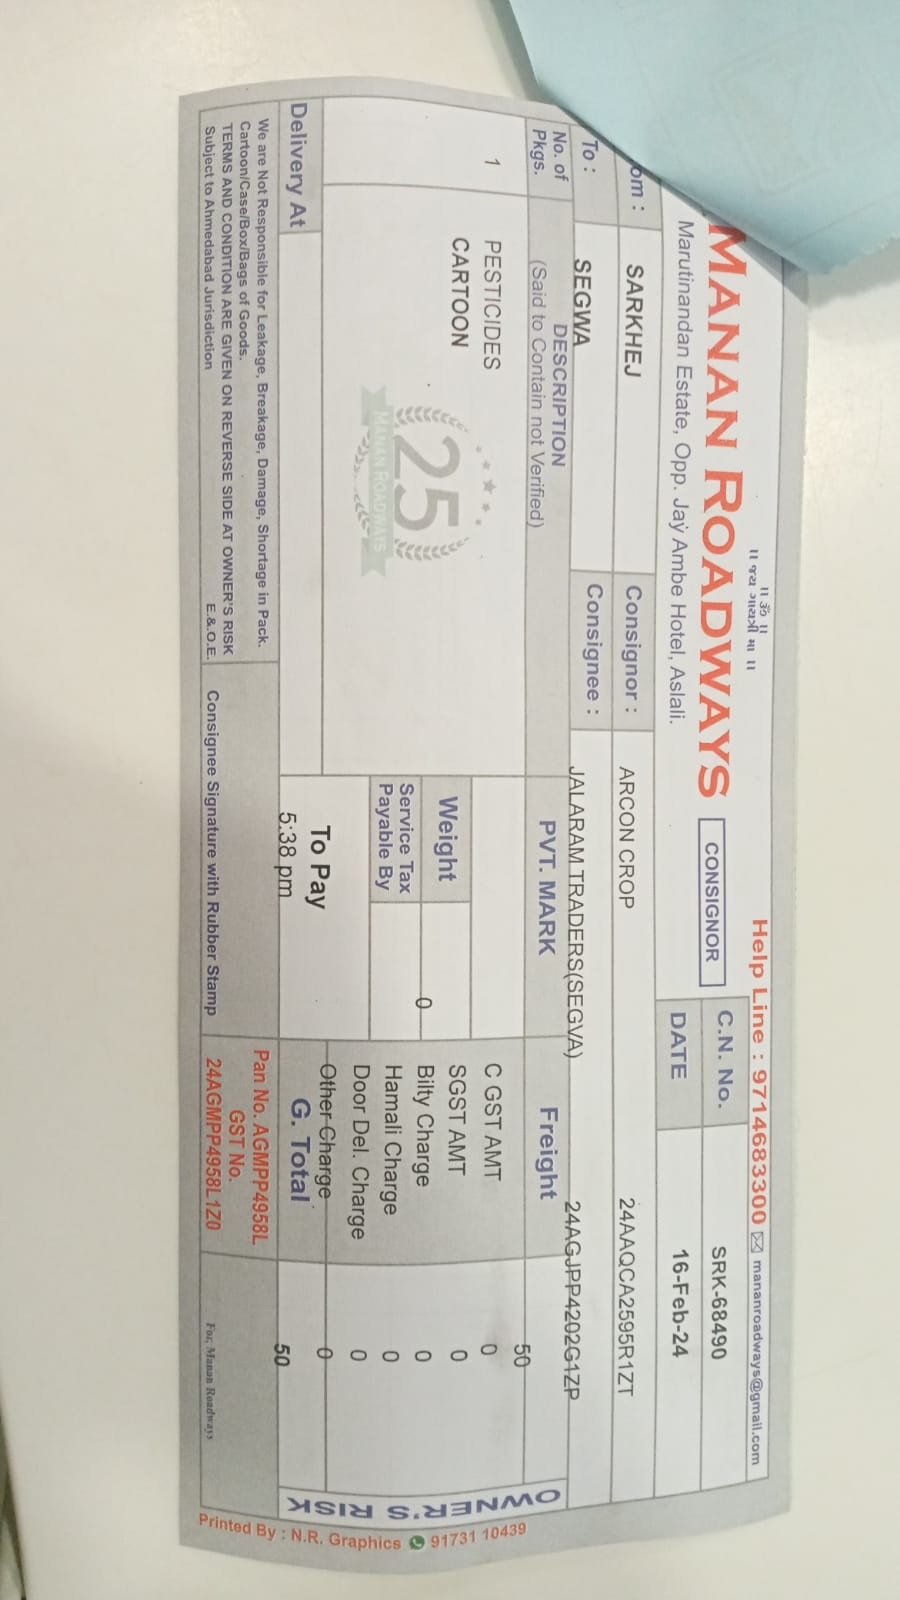 || ॐ ||
|| જય ગાયત્રી મા ||
Help Line : 9714683300 ✉ mananroadways@gmail.com
MANAN ROADWAYS
CONSIGNOR
C.N. No. SRK-68490
Marutinandan Estate, Opp. Jay Ambe Hotel, Aslali.
DATE 16-Feb-24
om : SARKHEJ Consignor : ARCON CROP 24AAQCA2595R1ZT
To : SEGWA Consignee : JALARAM TRADERS(SEGVA) 24AGJPP4202G1ZP
No. of Pkgs. DESCRIPTION PVT. MARK Freight 50
(Said to Contain not Verified)
1 PESTICIDES C GST AMT 0
CARTOON Weight 0 SGST AMT 0
Bilty Charge 0
Service Tax Payable By Hamali Charge 0
Door Del. Charge 0
25
MANAN ROADWAYS
To Pay Other Charge 0
Delivery At 5:38 pm G. Total 50
OWNER'S RISK
We are Not Responsible for Leakage, Breakage, Damage, Shortage in Pack.
Cartoon/Case/Box/Bags of Goods.
TERMS AND CONDITION ARE GIVEN ON REVERSE SIDE AT OWNER'S RISK
Subject to Ahmedabad Jurisdiction E.&.O.E.
Consignee Signature with Rubber Stamp
Pan No. AGMPP4958L
GST No.
24AGMPP4958L1Z0
For, Manan Roadways
Printed By : N.R. Graphics 91731 10439